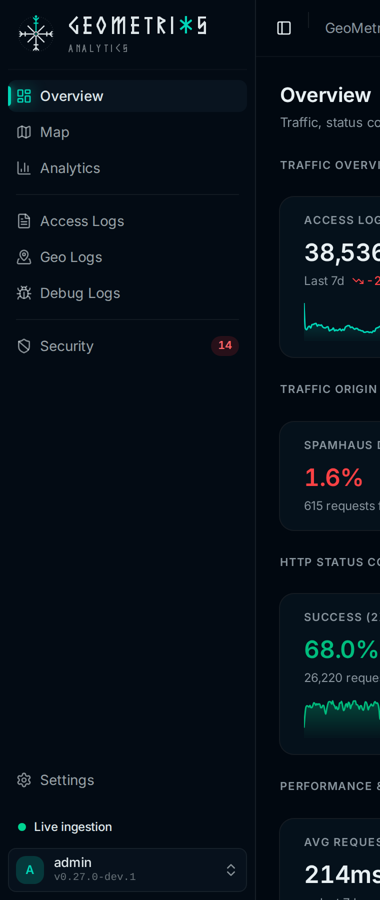 GEOMETRIKS
ANALYTICS
Overview
Map
Analytics
Access Logs
Geo Logs
Debug Logs
Security
14
Settings
Live ingestion
A
admin
v0.27.0-dev.1
GeoMetr
Overview
Traffic, status co
TRAFFIC OVERVI
ACCESS LOG
38,536
Last 7d
TRAFFIC ORIGIN
SPAMHAUS D
1.6%
615 requests f
HTTP STATUS CO
SUCCESS (2
68.0%
26,220 reque
PERFORMANCE &
AVG REQUES
214ms